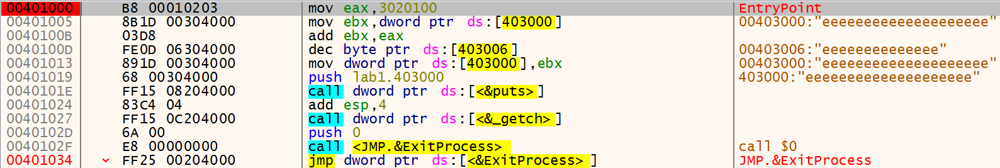 00401000 B8 00010203 mov eax,3020100 EntryPoint
00401005 8B1D 00304000 mov ebx,dword ptr ds:[403000] 00403000:"eeeeeeeeeeeeeeeeeeee"
0040100B 03D8 add ebx,eax
0040100D FE0D 06304000 dec byte ptr ds:[403006] 00403006:"eeeeeeeeeeeeee"
00401013 891D 00304000 mov dword ptr ds:[403000],ebx 00403000:"eeeeeeeeeeeeeeeeeeee"
00401019 68 00304000 push lab1.403000 403000:"eeeeeeeeeeeeeeeeeeee"
0040101E FF15 08204000 call dword ptr ds:[<&puts>]
00401024 83C4 04 add esp,4
00401027 FF15 0C204000 call dword ptr ds:[<&_getch>]
0040102D 6A 00 push 0
0040102F E8 00000000 call <JMP.&ExitProcess> call $0
00401034 FF25 00204000 jmp dword ptr ds:[<&ExitProcess>] JMP.&ExitProcess